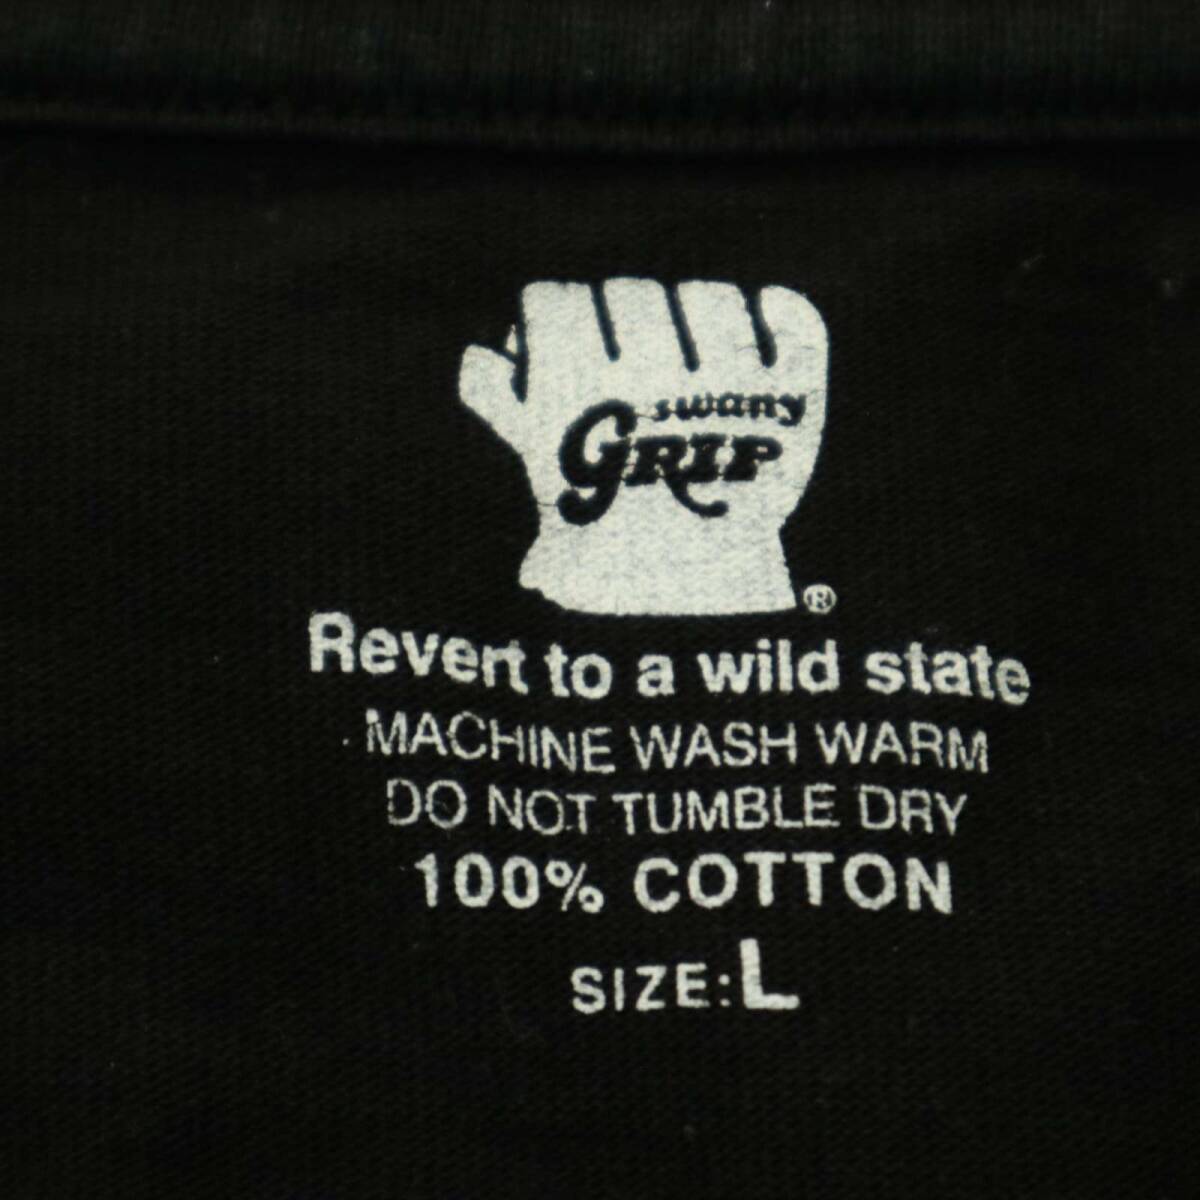 swany
GRIP
®
Revert to a wild state
MACHINE WASH WARM
DO NOT TUMBLE DRY
100% COTTON
SIZE:L